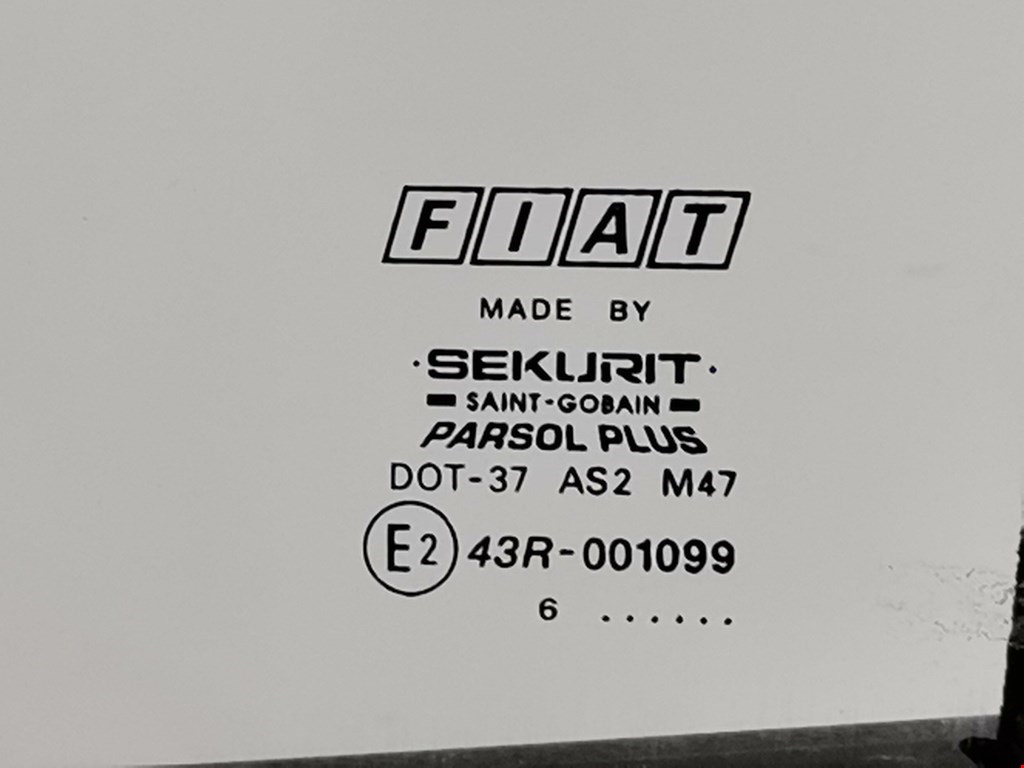 FIAT
MADE BY
·SEKURIT·
SAINT-GOBAIN
PARSOL PLUS
DOT-37 AS2 M47
E2 43R-001099
6 ......